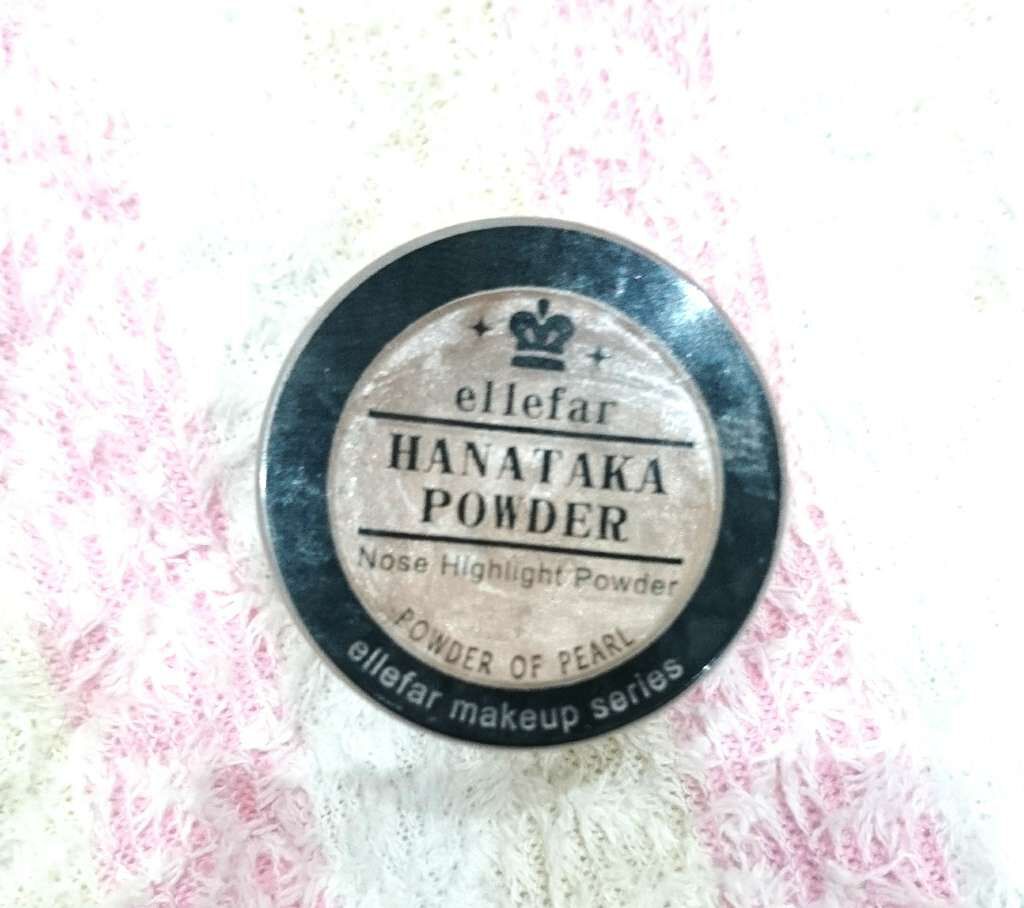 ellefar
HANATAKA
POWDER
Nose Highlight Powder
POWDER OF PEARL
ellefar makeup series